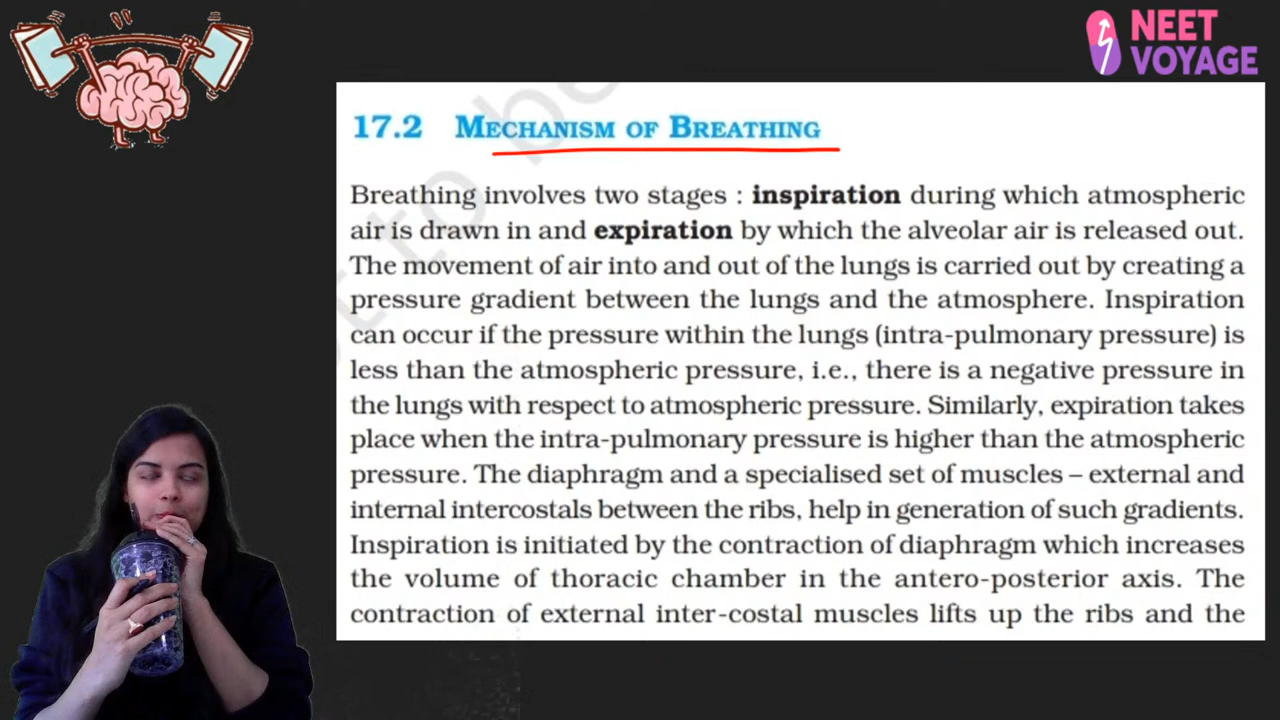 NEET
VOYAGE
17.2 MECHANISM OF BREATHING
Breathing involves two stages : inspiration during which atmospheric
air is drawn in and expiration by which the alveolar air is released out.
The movement of air into and out of the lungs is carried out by creating a
pressure gradient between the lungs and the atmosphere. Inspiration
can occur if the pressure within the lungs (intra-pulmonary pressure) is
less than the atmospheric pressure, i.e., there is a negative pressure in
the lungs with respect to atmospheric pressure. Similarly, expiration takes
place when the intra-pulmonary pressure is higher than the atmospheric
pressure. The diaphragm and a specialised set of muscles – external and
internal intercostals between the ribs, help in generation of such gradients.
Inspiration is initiated by the contraction of diaphragm which increases
the volume of thoracic chamber in the antero-posterior axis. The
contraction of external inter-costal muscles lifts up the ribs and the